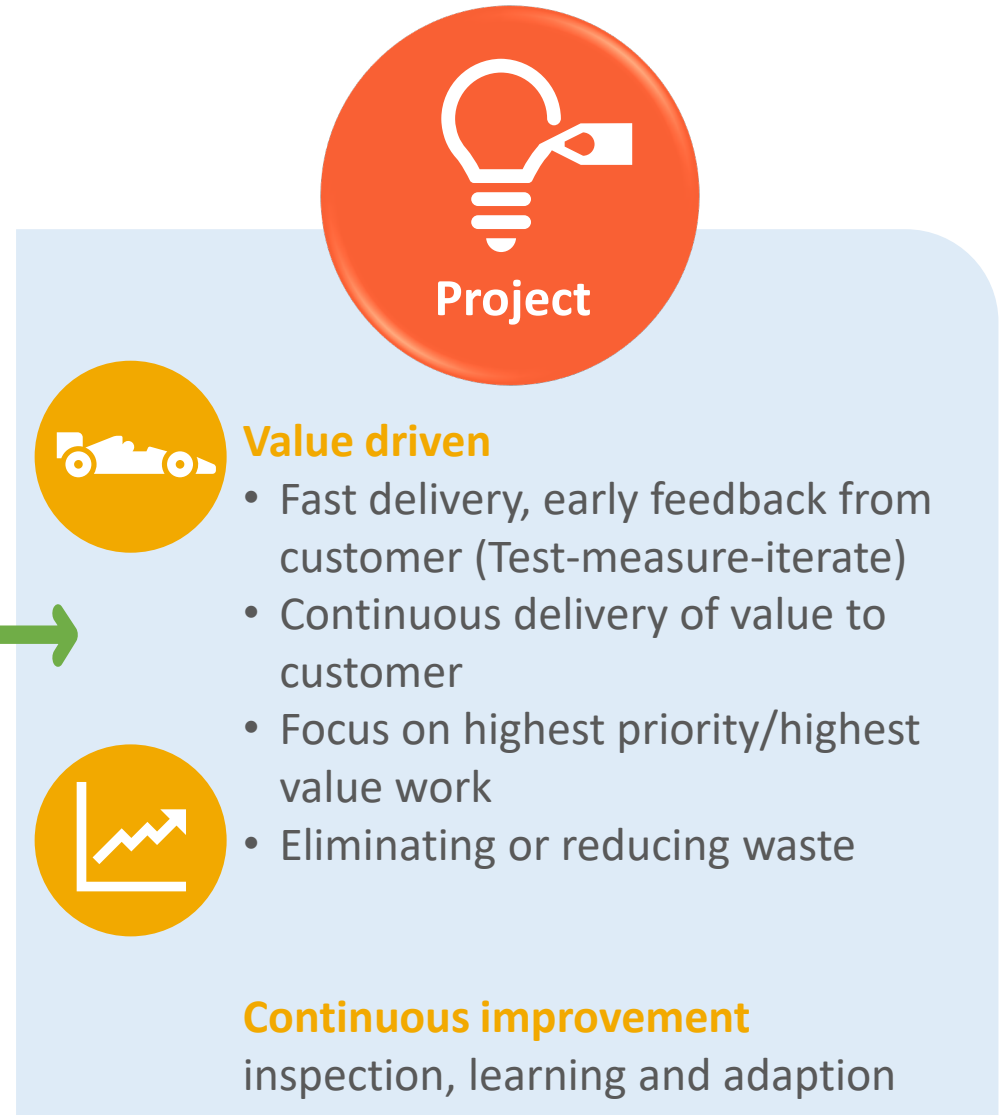 Project
Value driven
• Fast delivery, early feedback from
customer (Test-measure-iterate)
• Continuous delivery of value to
customer
• Focus on highest priority/highest
value work
• Eliminating or reducing waste
Continuous improvement
inspection, learning and adaption